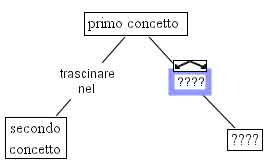 primo concetto
trascinare
nel
????
secondo
concetto
????